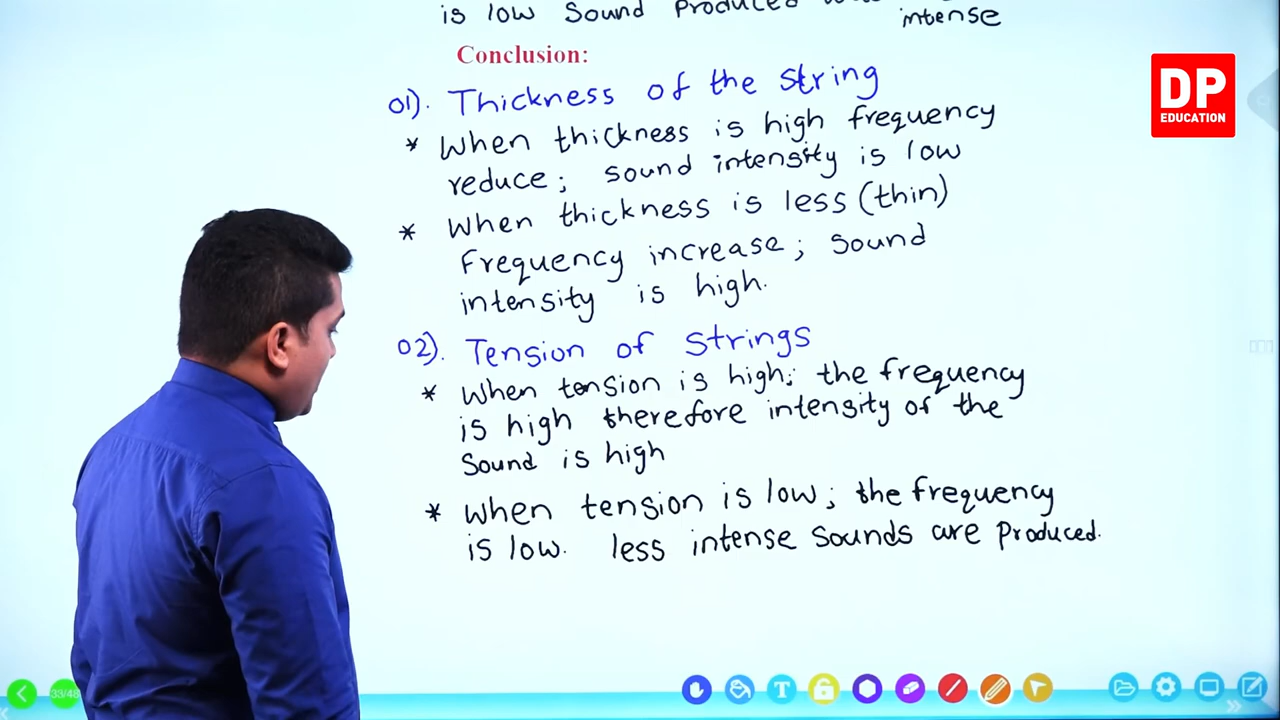 is low Sound Produced
intense
Conclusion:
01). Thickness of the string
* When thickness is high frequency
reduce; sound intensity is low
* When thickness is less (thin)
Frequency increase; sound
intensity is high.
02). Tension of strings
* When tension is high; the frequency
is high therefore intensity of the
Sound is high
* When tension is low; the frequency
is low. less intense sounds are produced.
DP
EDUCATION
33/48
T